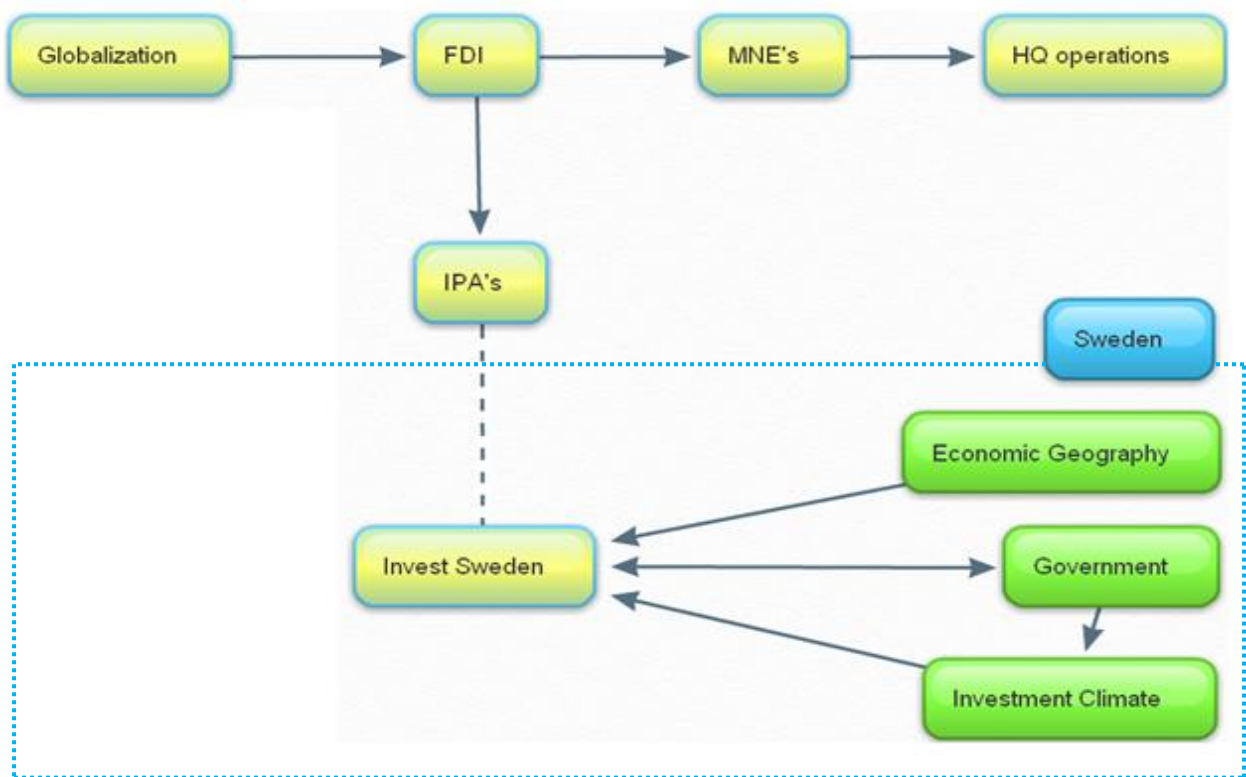 Globalization
FDI
MNE's
HQ operations
IPA's
Sweden
Economic Geography
Invest Sweden
Government
Investment Climate